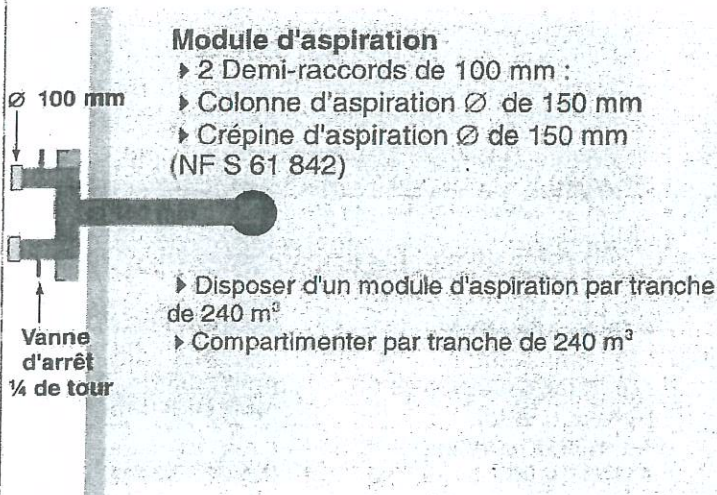 Module d'aspiration
▶ 2 Demi-raccords de 100 mm :
▶ Colonne d'aspiration Ø de 150 mm
▶ Crépine d'aspiration Ø de 150 mm
(NF S 61 842)
Ø 100 mm
▶ Disposer d'un module d'aspiration par tranche
de 240 m³
▶ Compartimenter par tranche de 240 m³
Vanne
d'arrêt
¼ de tour